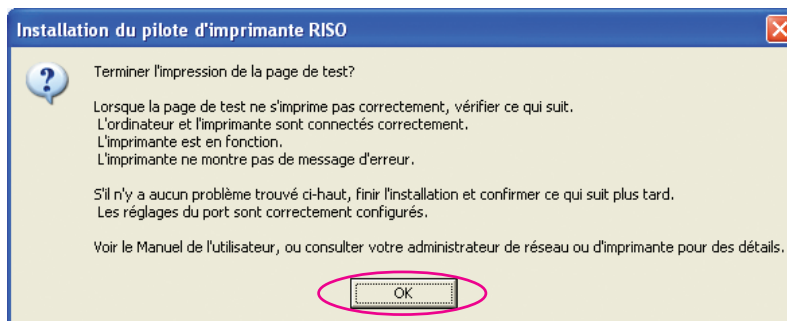 Installation du pilote d'imprimante RISO
Terminer l'impression de la page de test?
Lorsque la page de test ne s'imprime pas correctement, vérifier ce qui suit.
L'ordinateur et l'imprimante sont connectés correctement.
L'imprimante est en fonction.
L'imprimante ne montre pas de message d'erreur.
S'il n'y a aucun problème trouvé ci-haut, finir l'installation et confirmer ce qui suit plus tard.
Les réglages du port sont correctement configurés.
Voir le Manuel de l'utilisateur, ou consulter votre administrateur de réseau ou d'imprimante pour des détails.
OK